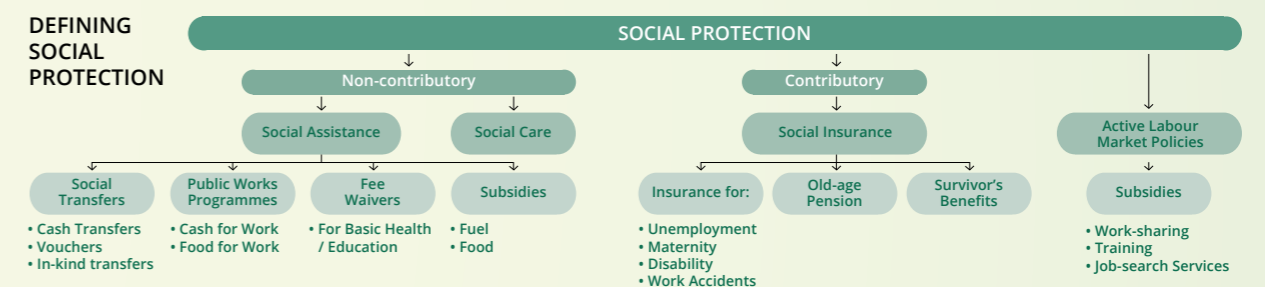 DEFINING
SOCIAL
PROTECTION
SOCIAL PROTECTION
Non-contributory
Contributory
Social Assistance
Social Care
Social Insurance
Active Labour
Market Policies
Social
Transfers
Public Works
Programmes
Fee
Waivers
Subsidies
Insurance for:
Old-age
Pension
Survivor's
Benefits
Subsidies
• Cash Transfers
• Vouchers
• In-kind transfers
• Cash for Work
• Food for Work
• For Basic Health
/ Education
• Fuel
• Food
• Unemployment
• Maternity
• Disability
• Work Accidents
• Work-sharing
• Training
• Job-search Services